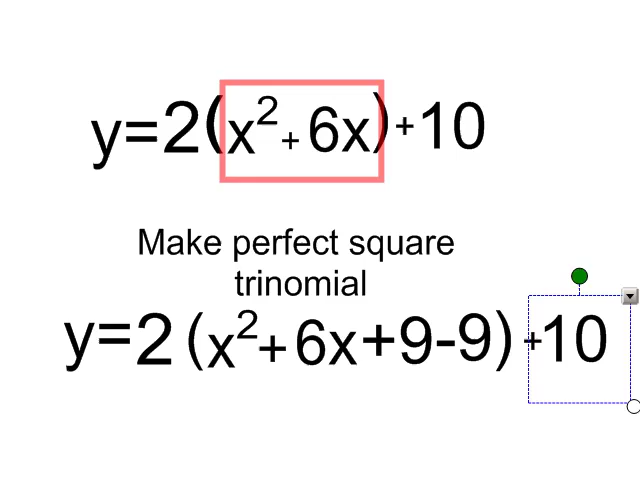 y=2(x²+6x)+10
Make perfect square
trinomial
y=2(x²+6x+9-9)+10